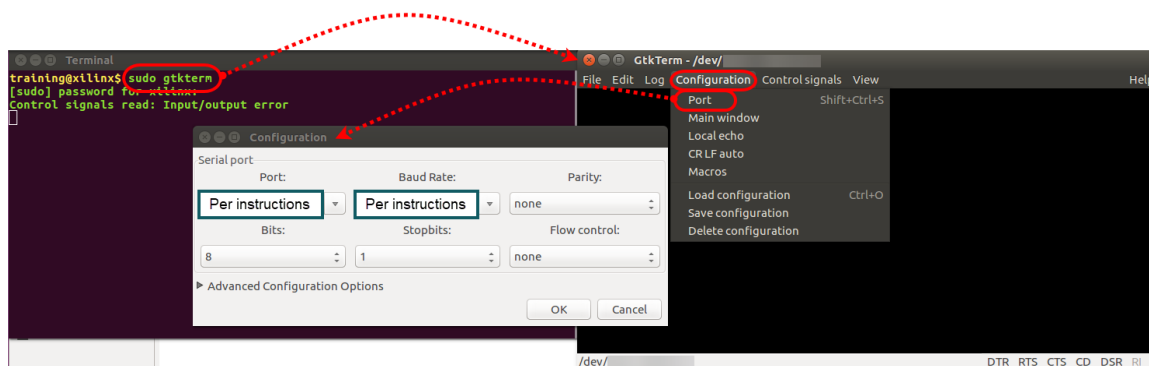 Terminal
training@xilinx$ sudo gtkterm
[sudo] password for xilinx:
Control signals read: Input/output error
GtkTerm - /dev/
File Edit Log Configuration Control signals View Help
Port Shift+Ctrl+S
Main window
Local echo
CR LF auto
Macros
Load configuration Ctrl+O
Save configuration
Delete configuration
Configuration
Serial port
Port: Baud Rate: Parity:
Per instructions Per instructions none
Bits: Stopbits: Flow control:
8 1 none
Advanced Configuration Options
OK Cancel
/dev/ DTR RTS CTS CD DSR RI